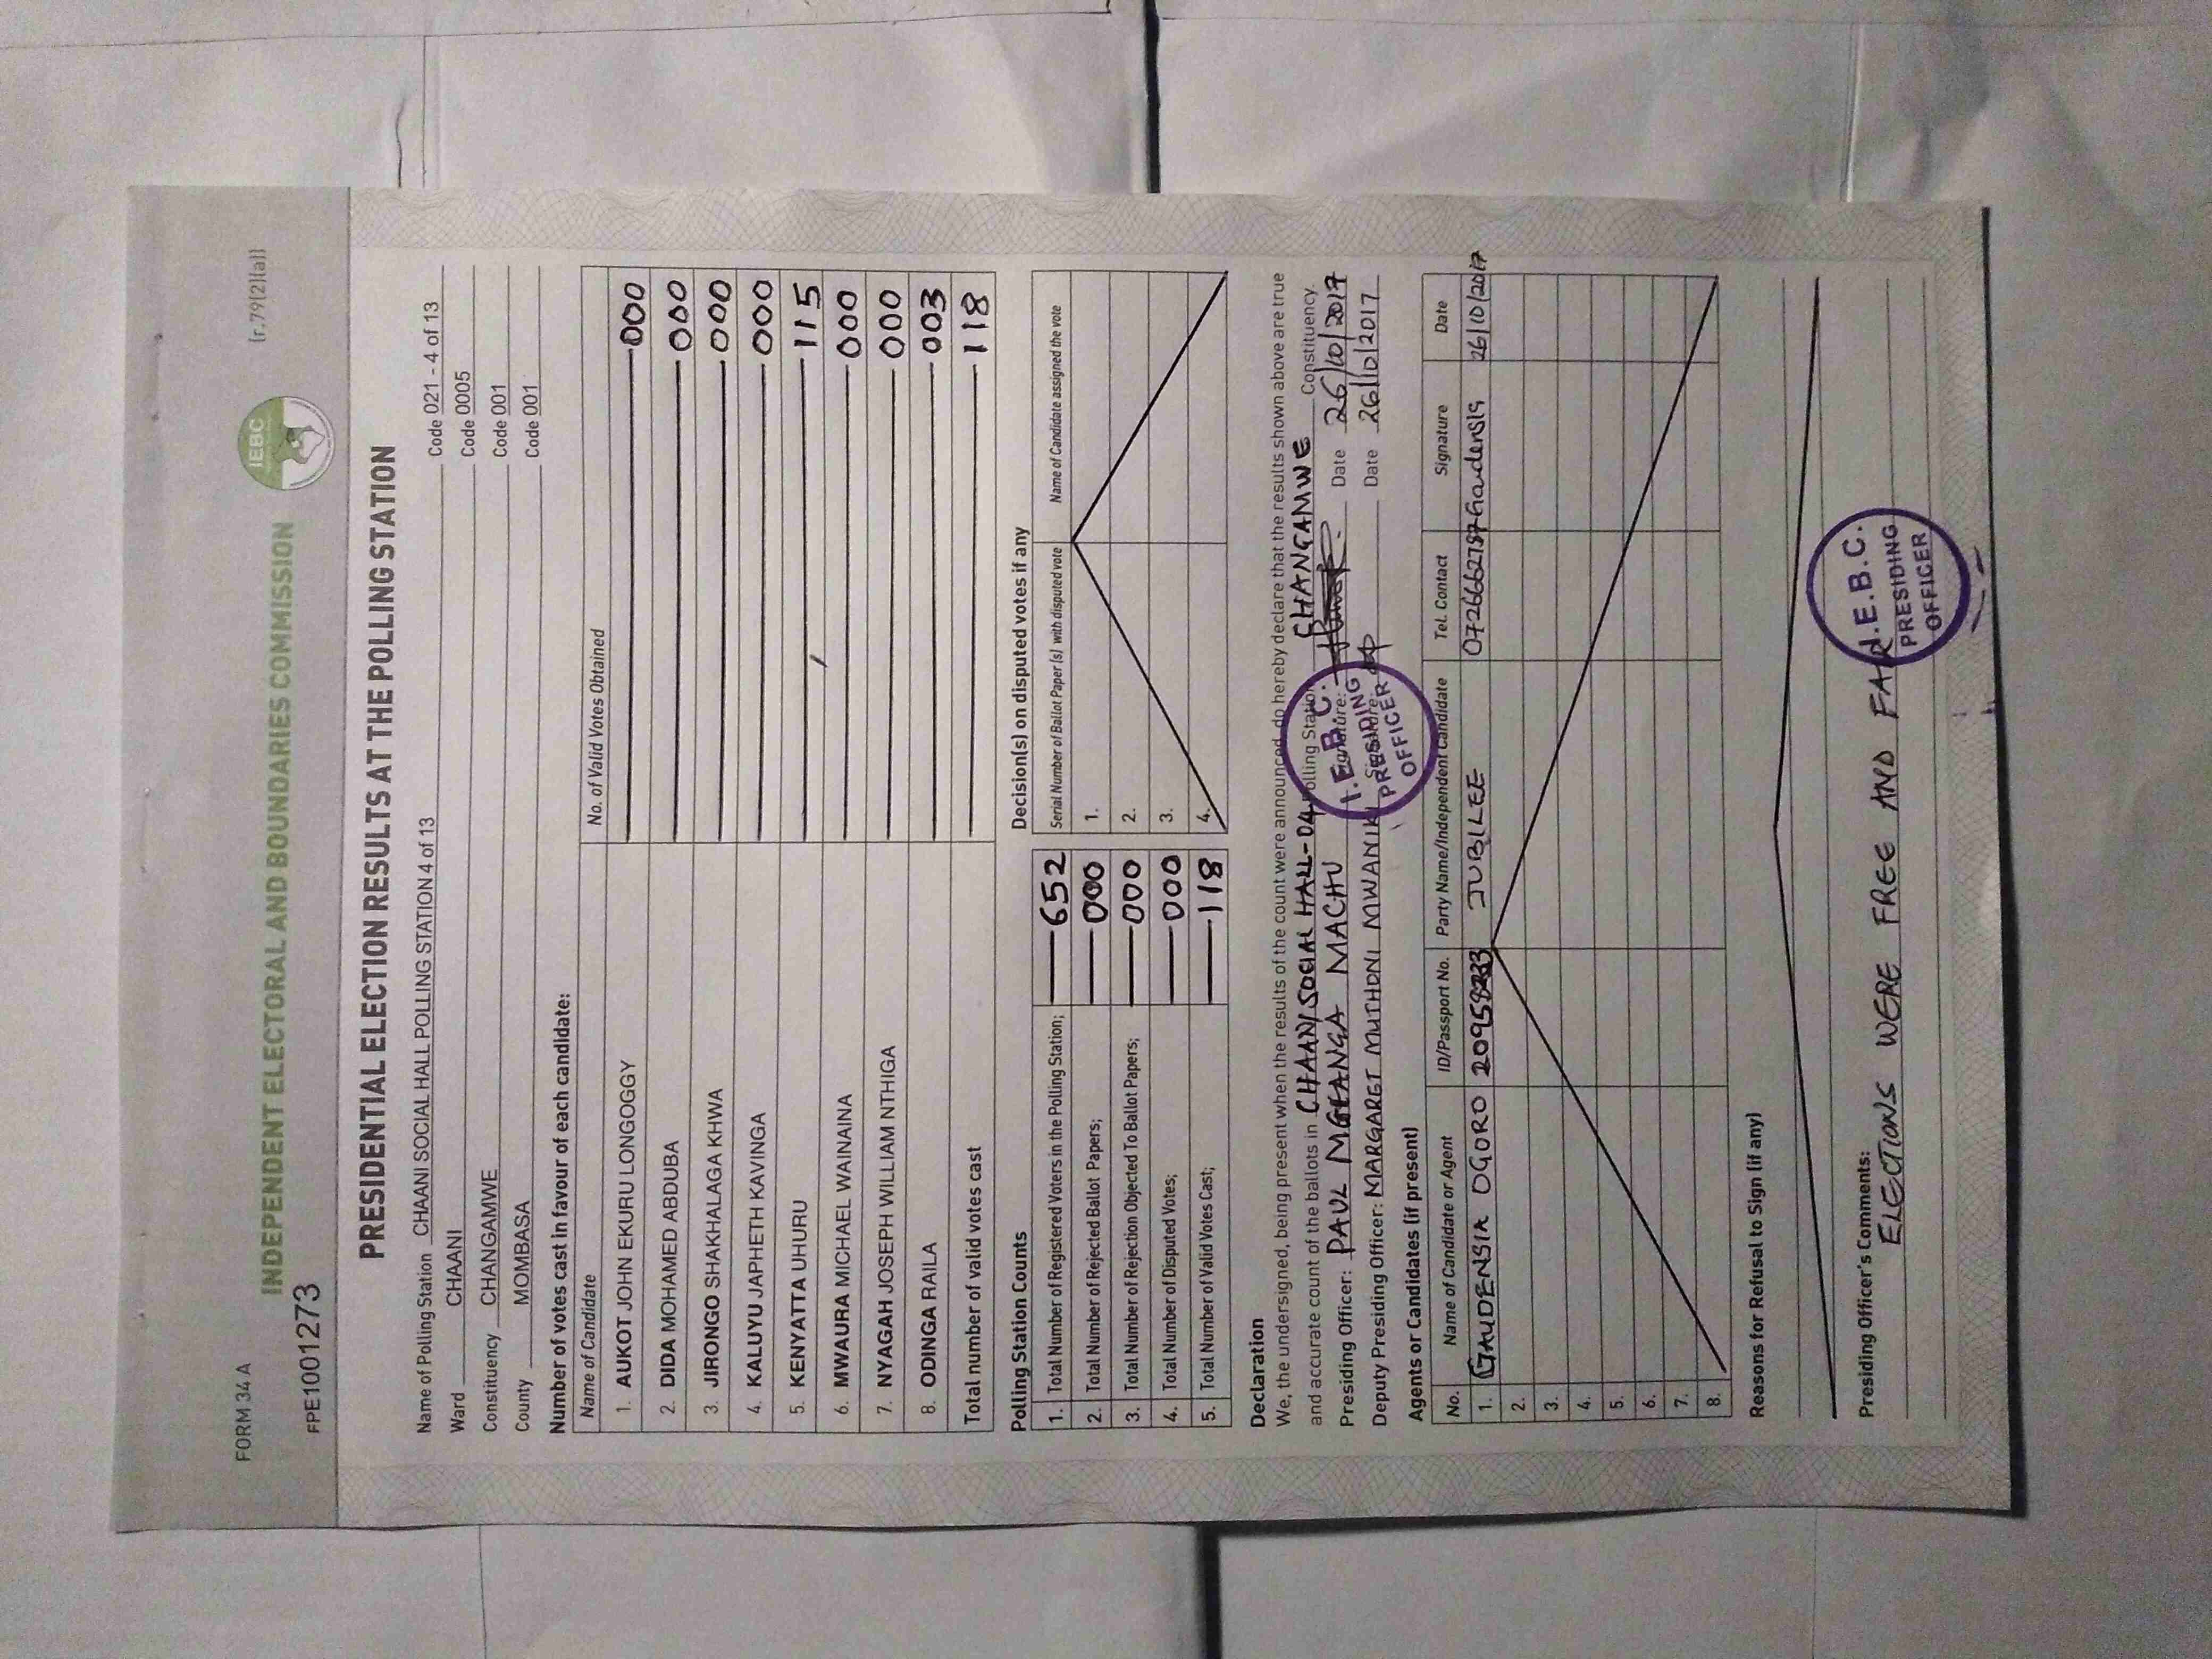 FORM 34 A
(r.79(2)(a))
INDEPENDENT ELECTORAL AND BOUNDARIES COMMISSION
IEBC
FPE1001273
PRESIDENTIAL ELECTION RESULTS AT THE POLLING STATION
Name of Polling Station CHAANI SOCIAL HALL POLLING STATION 4 of 13 Code 021 - 4 of 13
Ward CHAANI Code 0005
Constituency CHANGAMWE Code 001
County MOMBASA Code 001
Number of votes cast in favour of each candidate:
Name of Candidate No. of Valid Votes Obtained
1. AUKOT JOHN EKURU LONGOGGY 000
2. DIDA MOHAMED ABDUBA 000
3. JIRONGO SHAKHALAGA KHWA 000
4. KALUYU JAPHETH KAVINGA 000
5. KENYATTA UHURU 115
6. MWAURA MICHAEL WAINAINA 000
7. NYAGAH JOSEPH WILLIAM NTHIGA 000
8. ODINGA RAILA 003
Total number of valid votes cast 118
Polling Station Counts
1. Total Number of Registered Voters in the Polling Station; 652
2. Total Number of Rejected Ballot Papers; 000
3. Total Number of Rejection Objected To Ballot Papers; 000
4. Total Number of Disputed Votes; 000
5. Total Number of Valid Votes Cast; 118
Decision(s) on disputed votes if any
Serial Number of Ballot Paper (s) with disputed vote Name of Candidate assigned the vote
1.
2.
3.
4.
Declaration
We, the undersigned, being present when the results of the count were announced, do hereby declare that the results shown above are true
and accurate count of the ballots in CHAANI SOCIAL HALL-04 Polling Station CHANGAMWE Constituency.
Presiding Officer: PAUL MACHU Signature: Date 26/10/2017
Deputy Presiding Officer: MARGARET MUTHONI MWANIKI Signature: Date 26/10/2017
I.E.B.C.
PRESIDING
OFFICER
Agents or Candidates (if present)
No. Name of Candidate or Agent ID/Passport No. Party Name/Independent Candidate Tel. Contact Signature Date
1. GAUDENSIA OGORO JUBILEE 0726662787 Gaudensia 26/10/2017
2.
3.
4.
5.
6.
7.
8.
Reasons for Refusal to Sign (if any)
Presiding Officer's Comments:
ELECTIONS WERE FREE AND FAIR
I.E.B.C.
PRESIDING
OFFICER